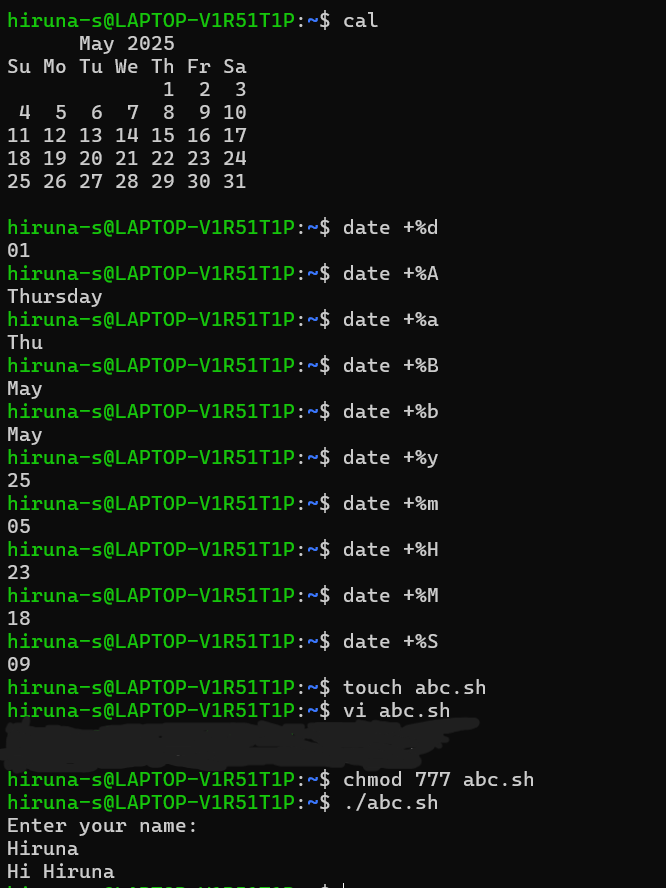 hiruna-s@LAPTOP-V1R51T1P:~$ cal
      May 2025
Su Mo Tu We Th Fr Sa
             1  2  3
 4  5  6  7  8  9 10
11 12 13 14 15 16 17
18 19 20 21 22 23 24
25 26 27 28 29 30 31
hiruna-s@LAPTOP-V1R51T1P:~$ date +%d
01
hiruna-s@LAPTOP-V1R51T1P:~$ date +%A
Thursday
hiruna-s@LAPTOP-V1R51T1P:~$ date +%a
Thu
hiruna-s@LAPTOP-V1R51T1P:~$ date +%B
May
hiruna-s@LAPTOP-V1R51T1P:~$ date +%b
May
hiruna-s@LAPTOP-V1R51T1P:~$ date +%y
25
hiruna-s@LAPTOP-V1R51T1P:~$ date +%m
05
hiruna-s@LAPTOP-V1R51T1P:~$ date +%H
23
hiruna-s@LAPTOP-V1R51T1P:~$ date +%M
18
hiruna-s@LAPTOP-V1R51T1P:~$ date +%S
09
hiruna-s@LAPTOP-V1R51T1P:~$ touch abc.sh
hiruna-s@LAPTOP-V1R51T1P:~$ vi abc.sh
hiruna-s@LAPTOP-V1R51T1P:~$ chmod 777 abc.sh
hiruna-s@LAPTOP-V1R51T1P:~$ ./abc.sh
Enter your name:
Hiruna
Hi Hiruna
hiruna-s@LAPTOP-V1R51T1P:~$